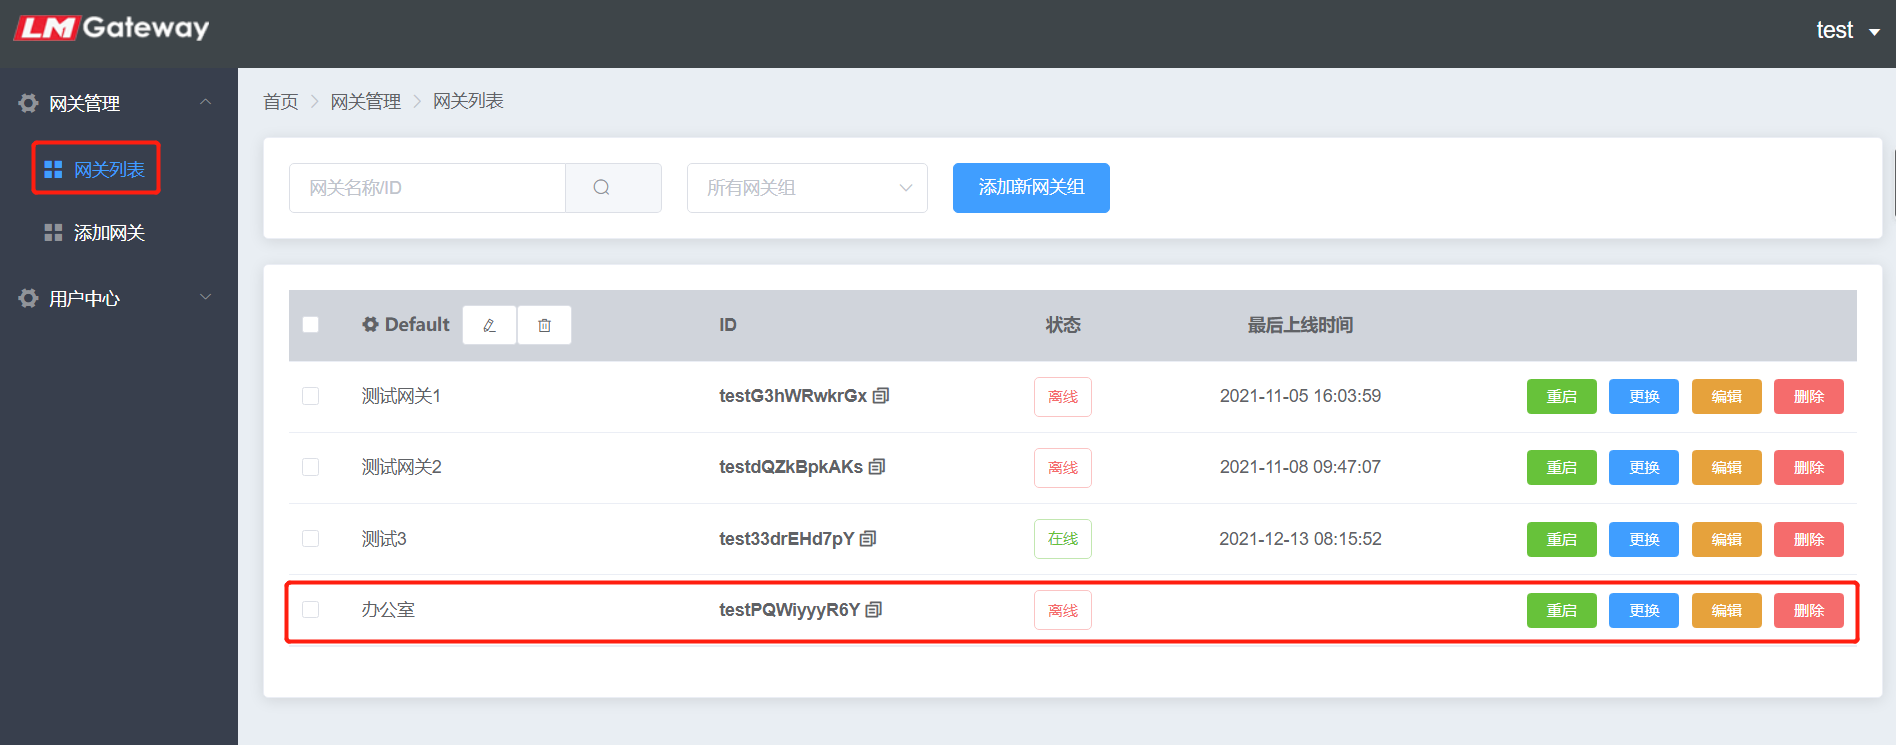 LM Gateway
test
网关管理
网关列表
添加网关
用户中心
首页 > 网关管理 > 网关列表
网关名称/ID
所有网关组
添加新网关组
Default ID 状态 最后上线时间
测试网关1 testG3hWRwkrGx 离线 2021-11-05 16:03:59 重启 更换 编辑 删除
测试网关2 testdQZkBpkAKs 离线 2021-11-08 09:47:07 重启 更换 编辑 删除
测试3 test33drEHd7pY 在线 2021-12-13 08:15:52 重启 更换 编辑 删除
办公室 testPQWiyyyR6Y 离线 重启 更换 编辑 删除